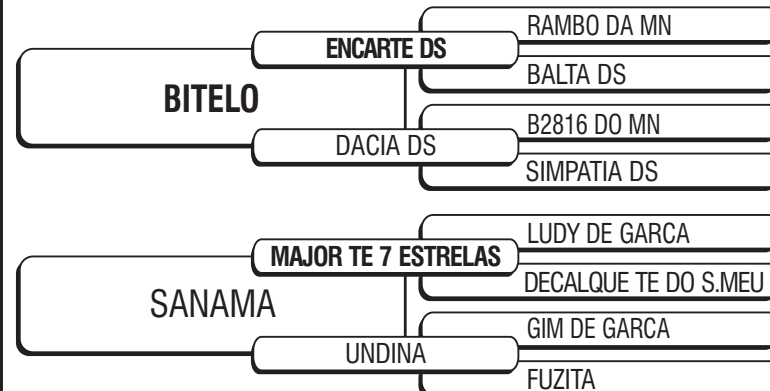 RAMBO DA MN
ENCARTE DS
BALTA DS
BITELO
B2816 DO MN
DACIA DS
SIMPATIA DS
LUDY DE GARCA
MAJOR TE 7 ESTRELAS
DECALQUE TE DO S.MEU
SANAMA
GIM DE GARCA
UNDINA
FUZITA